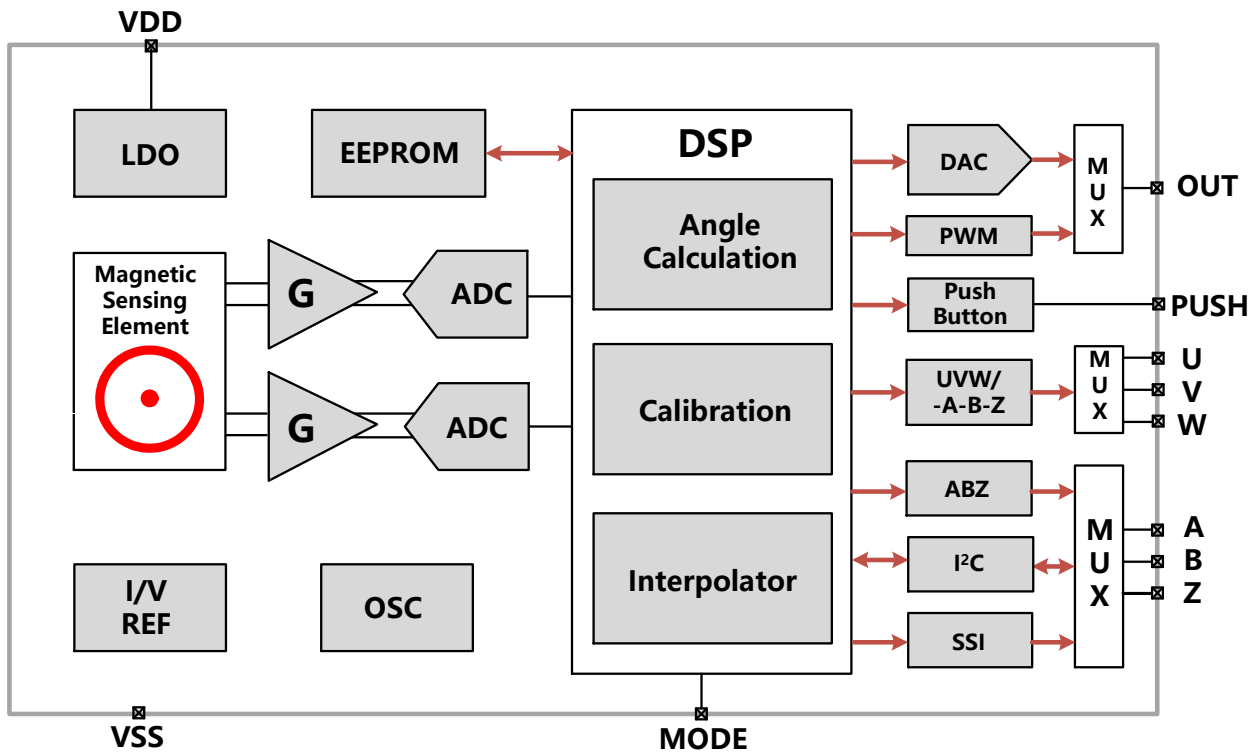 VDD
LDO
EEPROM
DSP
DAC
M
U
X
OUT
Angle
Calculation
PWM
Magnetic
Sensing
Element
G
ADC
Push
Button
PUSH
UVW/
-A-B-Z
M
U
X
U
V
W
G
ADC
Calibration
ABZ
M
U
X
A
B
Z
I²C
I/V
REF
OSC
Interpolator
SSI
VSS
MODE